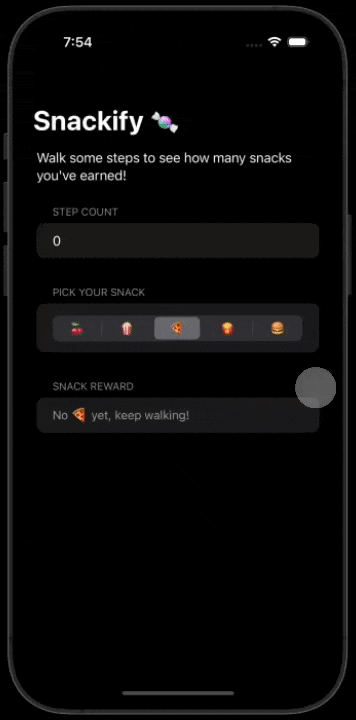 7:54
Snackify 🍬
Walk some steps to see how many snacks
you've earned!
STEP COUNT
0
PICK YOUR SNACK
🍒 🍿 🍕 🍟 🍔
SNACK REWARD
No 🍕 yet, keep walking!